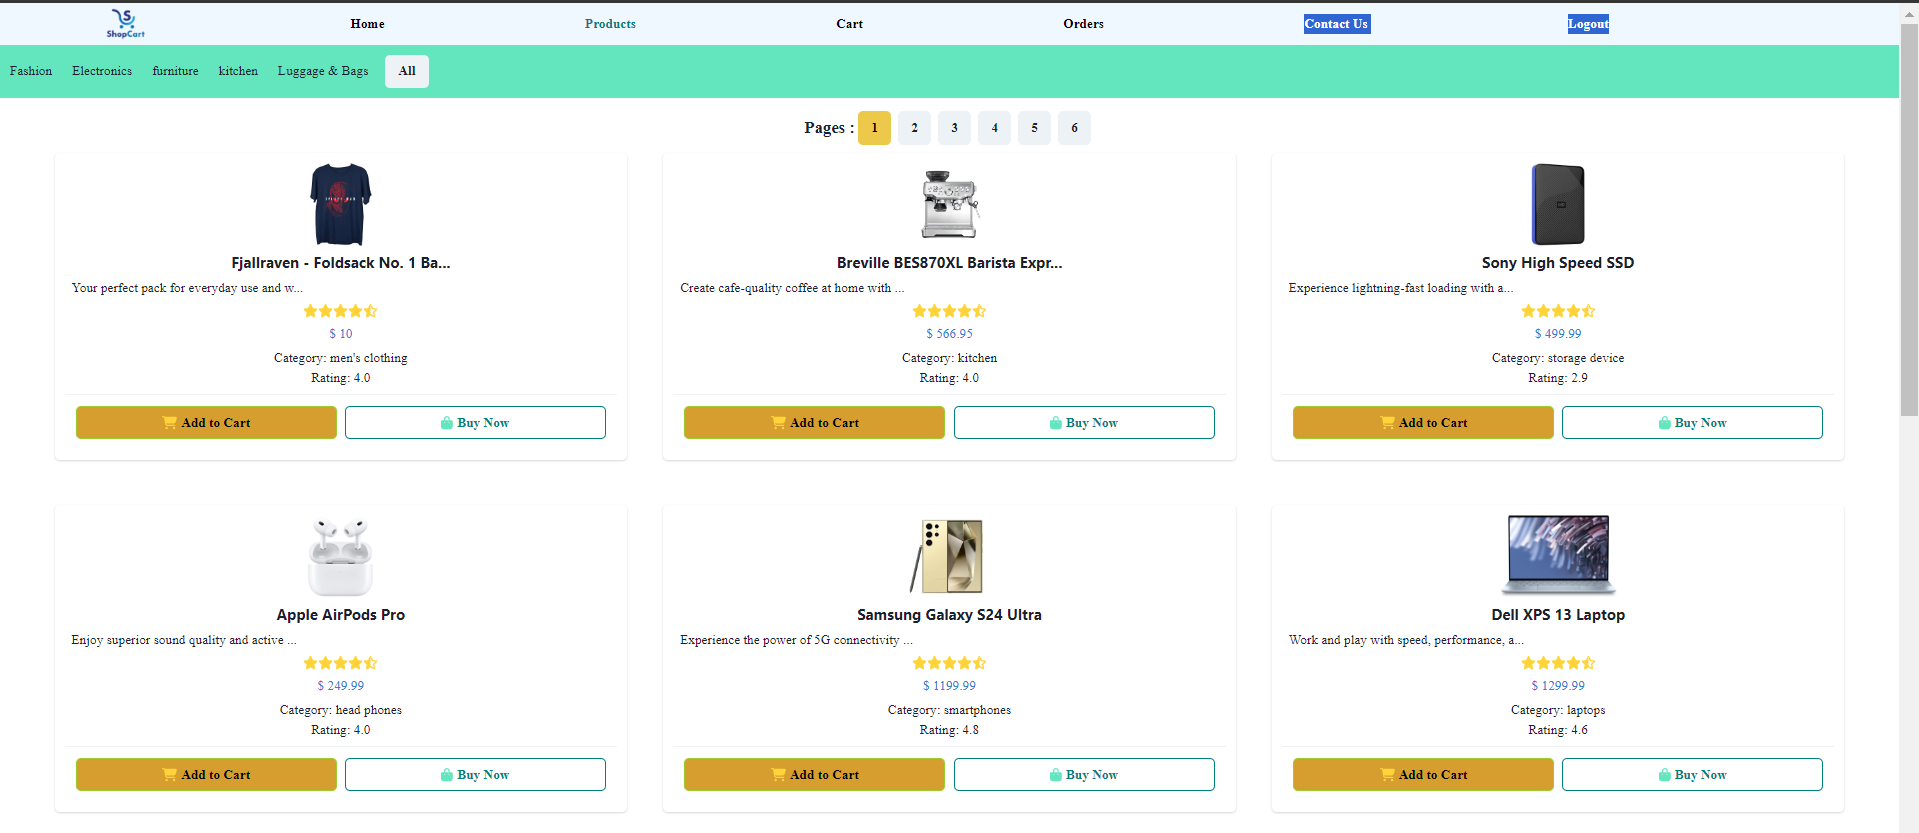 S
ShopCart
Home Products Cart Orders Contact Us Logout
Fashion Electronics furniture kitchen Luggage & Bags All
Pages : 1 2 3 4 5 6
Fjallraven - Foldsack No. 1 Ba...
Your perfect pack for everyday use and w...
$ 10
Category: men's clothing
Rating: 4.0
Add to Cart Buy Now
Breville BES870XL Barista Expr...
Create cafe-quality coffee at home with ...
$ 566.95
Category: kitchen
Rating: 4.0
Add to Cart Buy Now
Sony High Speed SSD
Experience lightning-fast loading with a...
$ 499.99
Category: storage device
Rating: 2.9
Add to Cart Buy Now
Apple AirPods Pro
Enjoy superior sound quality and active ...
$ 249.99
Category: head phones
Rating: 4.0
Add to Cart Buy Now
Samsung Galaxy S24 Ultra
Experience the power of 5G connectivity ...
$ 1199.99
Category: smartphones
Rating: 4.8
Add to Cart Buy Now
Dell XPS 13 Laptop
Work and play with speed, performance, a...
$ 1299.99
Category: laptops
Rating: 4.6
Add to Cart Buy Now